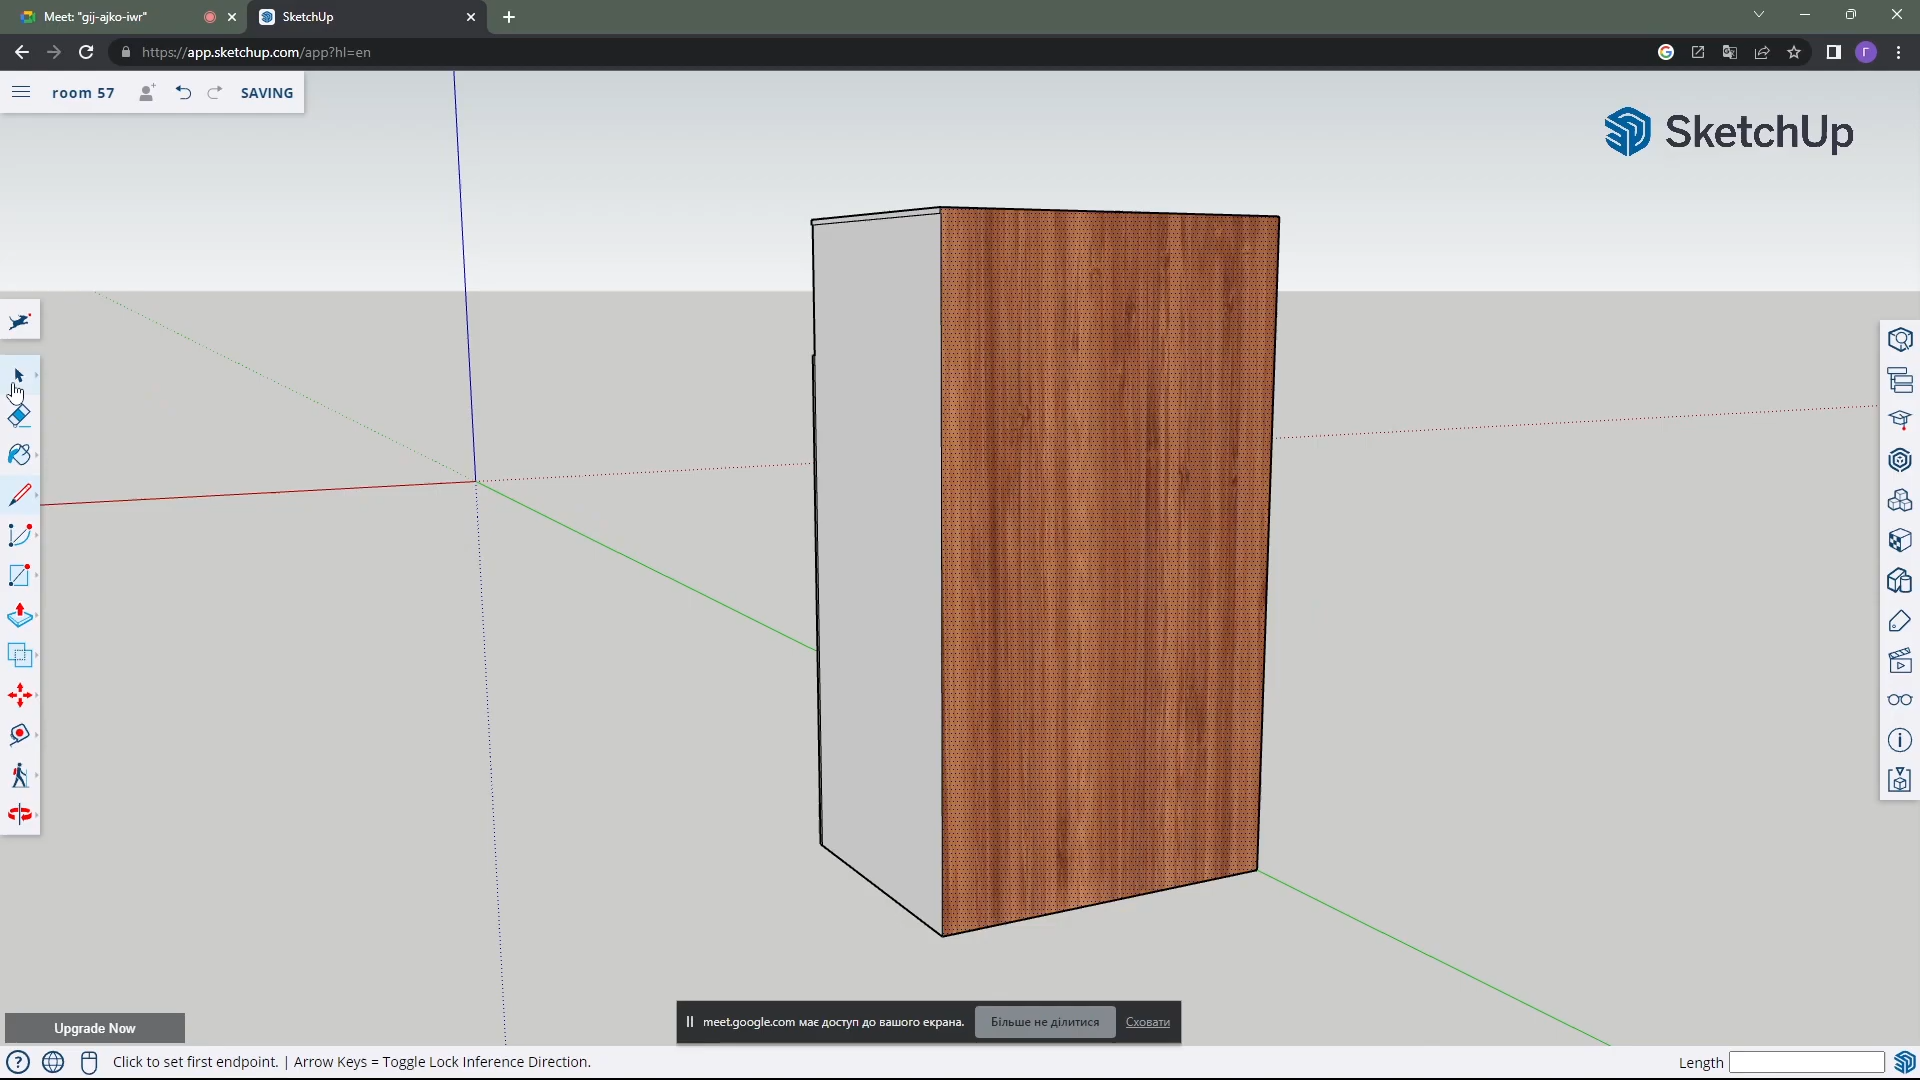 Meet: "gij-ajko-iwr"
SketchUp
https://app.sketchup.com/app?hl=en
Г
room 57
SAVING
SketchUp
Upgrade Now
meet.google.com має доступ до вашого екрана.
Більше не ділитися
Сховати
Click to set first endpoint. | Arrow Keys = Toggle Lock Inference Direction.
Length